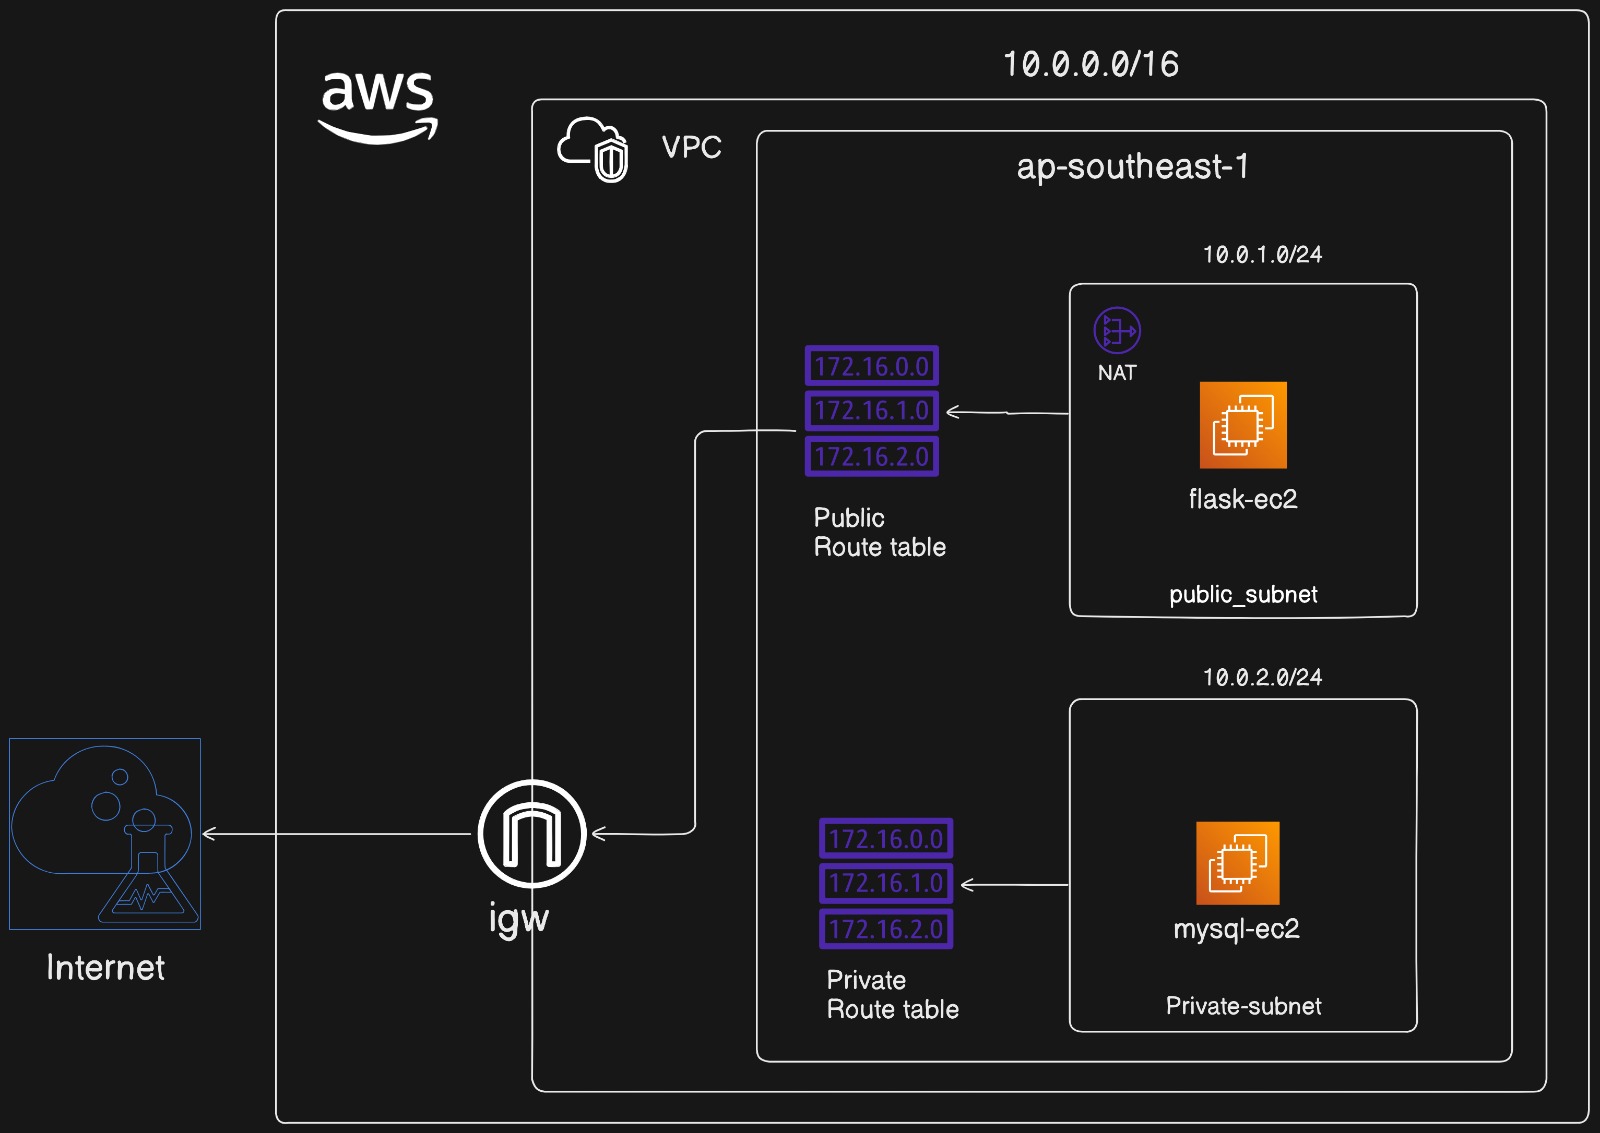 10.0.0.0/16
aws
VPC
ap-southeast-1
10.0.1.0/24
NAT
172.16.0.0
172.16.1.0
172.16.2.0
flask-ec2
Public
Route table
public_subnet
10.0.2.0/24
172.16.0.0
172.16.1.0
172.16.2.0
mysql-ec2
igw
Internet
Private
Route table
Private-subnet